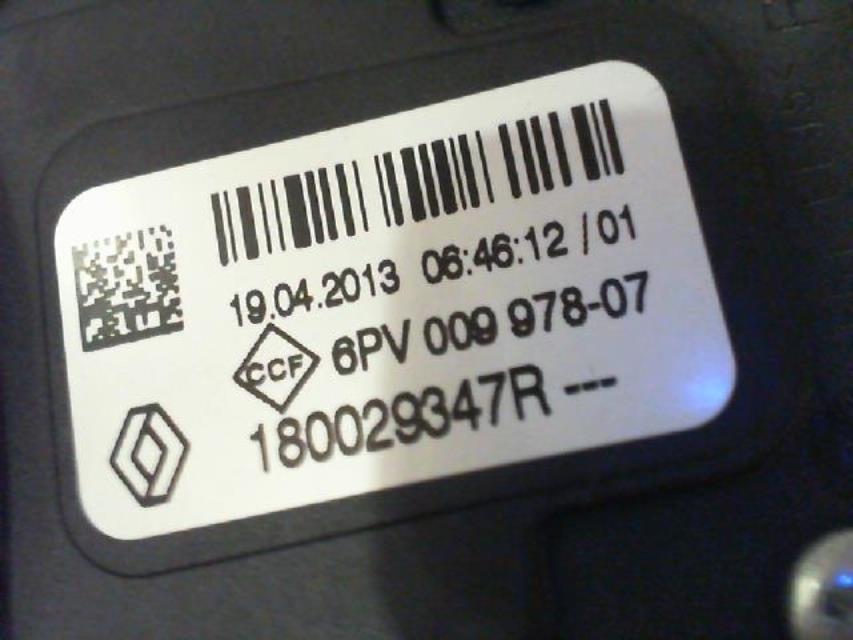 19.04.2013 06:46:12 /01
CCF 6PV 009 978-07
180029347R ---